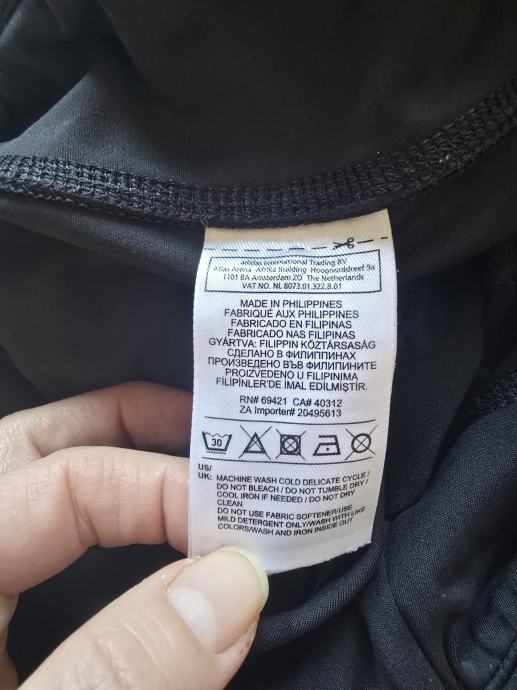 adidas International Trading BV
Atlas Arena-Afrika Building Hoogoorddreef 9a
1101 BA Amsterdam ZO The Netherlands
VAT NO. NL 8073.01.322.B.01
MADE IN PHILIPPINES
FABRIQUÉ AUX PHILIPPINES
FABRICADO EN FILIPINAS
FABRICADO NAS FILIPINAS
GYÁRTVA: FILIPPIN KÖZTÁRSASÁG
СДЕЛАНО В ФИЛИППИНАХ
ПРОИЗВЕДЕНО ВЪВ ФИЛИПИНИТЕ
PROIZVEDENO U FILIPINIMA
FİLİPİNLER'DE İMAL EDİLMİŞTİR.
RN# 69421 CA# 40312
ZA Importer# 20495613
30
US/
UK: MACHINE WASH COLD DELICATE CYCLE /
DO NOT BLEACH / DO NOT TUMBLE DRY /
COOL IRON IF NEEDED / DO NOT DRY
CLEAN
DO NOT USE FABRIC SOFTENER/USE
MILD DETERGENT ONLY/WASH WITH LIKE
COLORS/WASH AND IRON INSIDE OUT